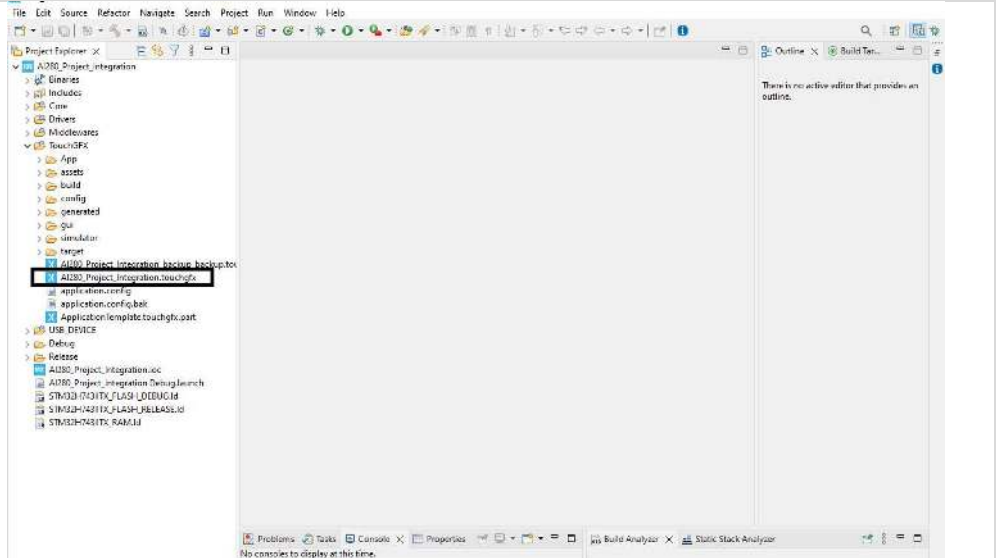 File Edit Source Refactor Navigate Search Project Run Window Help
Project Explorer
Outline Build Tar...
AI280_Project_integration
Binaries
Includes
Core
Drivers
Middlewares
TouchGFX
App
assets
build
config
generated
gui
simulator
target
AI280_Project_Integration_backup_backup.tou
AI280_Project_Integration.touchgfx
application.config
application.config.bak
ApplicationTemplate.touchgfx.part
USB_DEVICE
Debug
Release
AI280_Project_Integration.ioc
AI280_Project_Integration Debug.launch
STM32H743IITX_FLASH_DEBUG.ld
STM32H743IITX_FLASH_RELEASE.ld
STM32H743IITX_RAM.ld
There is no active editor that provides an
outline.
Problems Tasks Console Properties Build Analyzer Static Stack Analyzer
No consoles to display at this time.